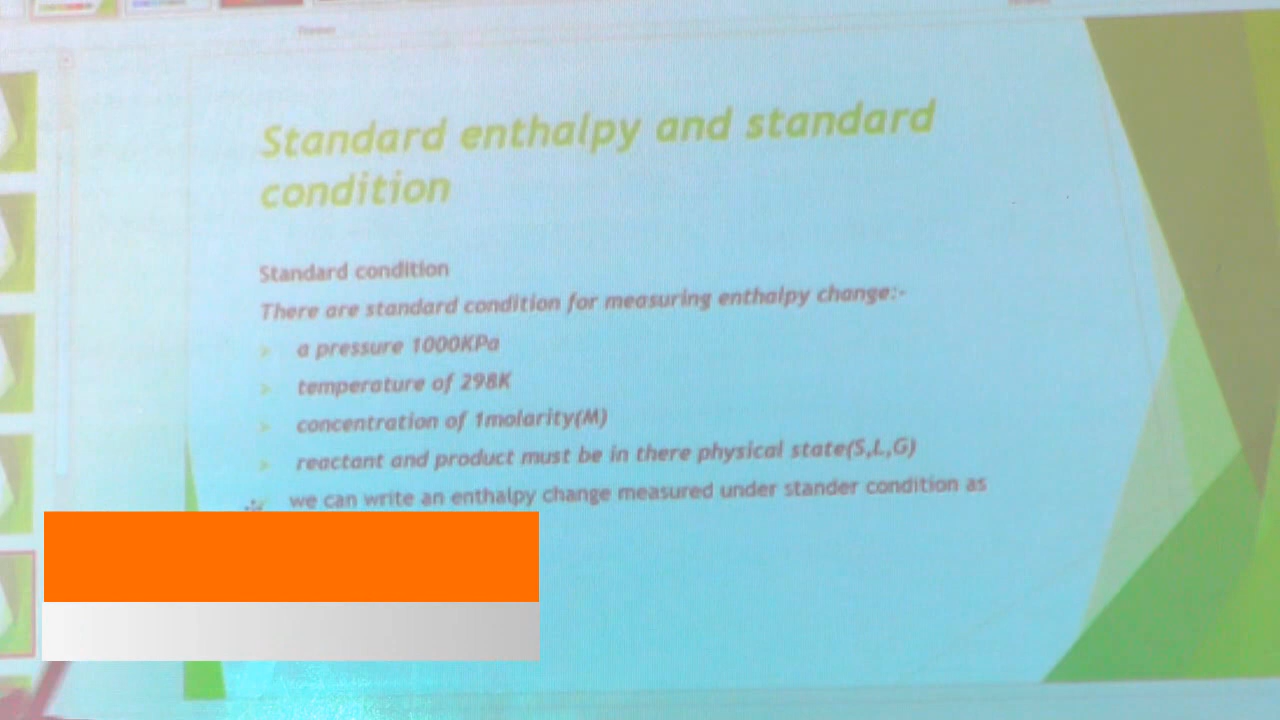 Standard enthalpy and standard
condition
Standard condition
There are standard condition for measuring enthalpy change:-
a pressure 1000KPa
temperature of 298K
concentration of 1molarity(M)
reactant and product must be in there physical state(S,L,G)
we can write an enthalpy change measured under stander condition as